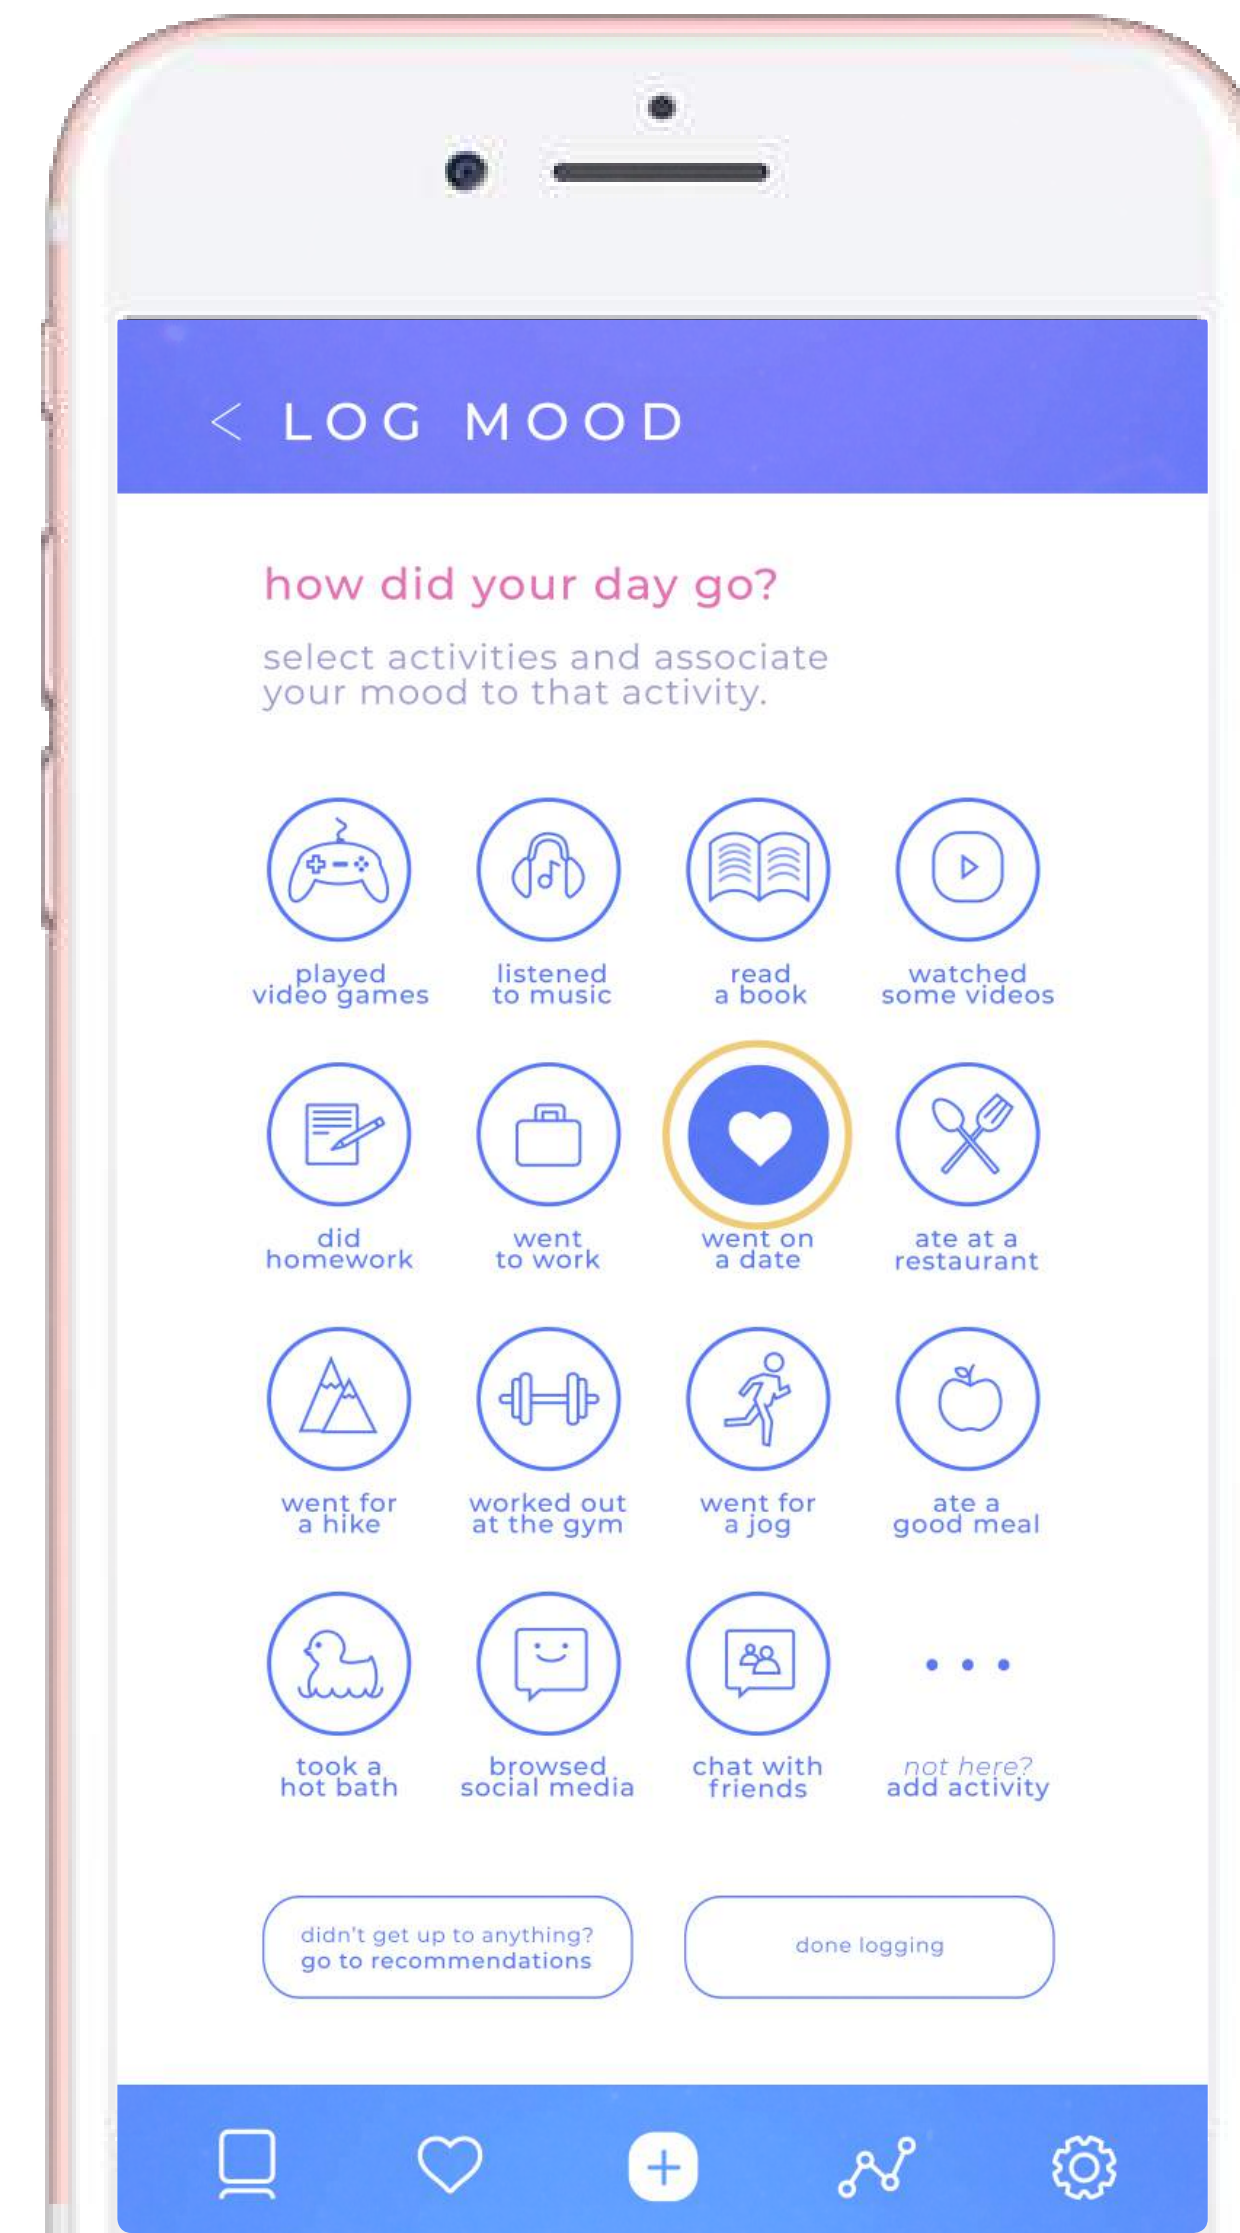 < LOG MOOD
how did your day go?
select activities and associate
your mood to that activity.
played
video games
listened
to music
read
a book
watched
some videos
did
homework
went
to work
went on
a date
ate at a
restaurant
went for
a hike
worked out
at the gym
went for
a jog
ate a
good meal
took a
hot bath
browsed
social media
chat with
friends
not here?
add activity
didn't get up to anything?
go to recommendations
done logging